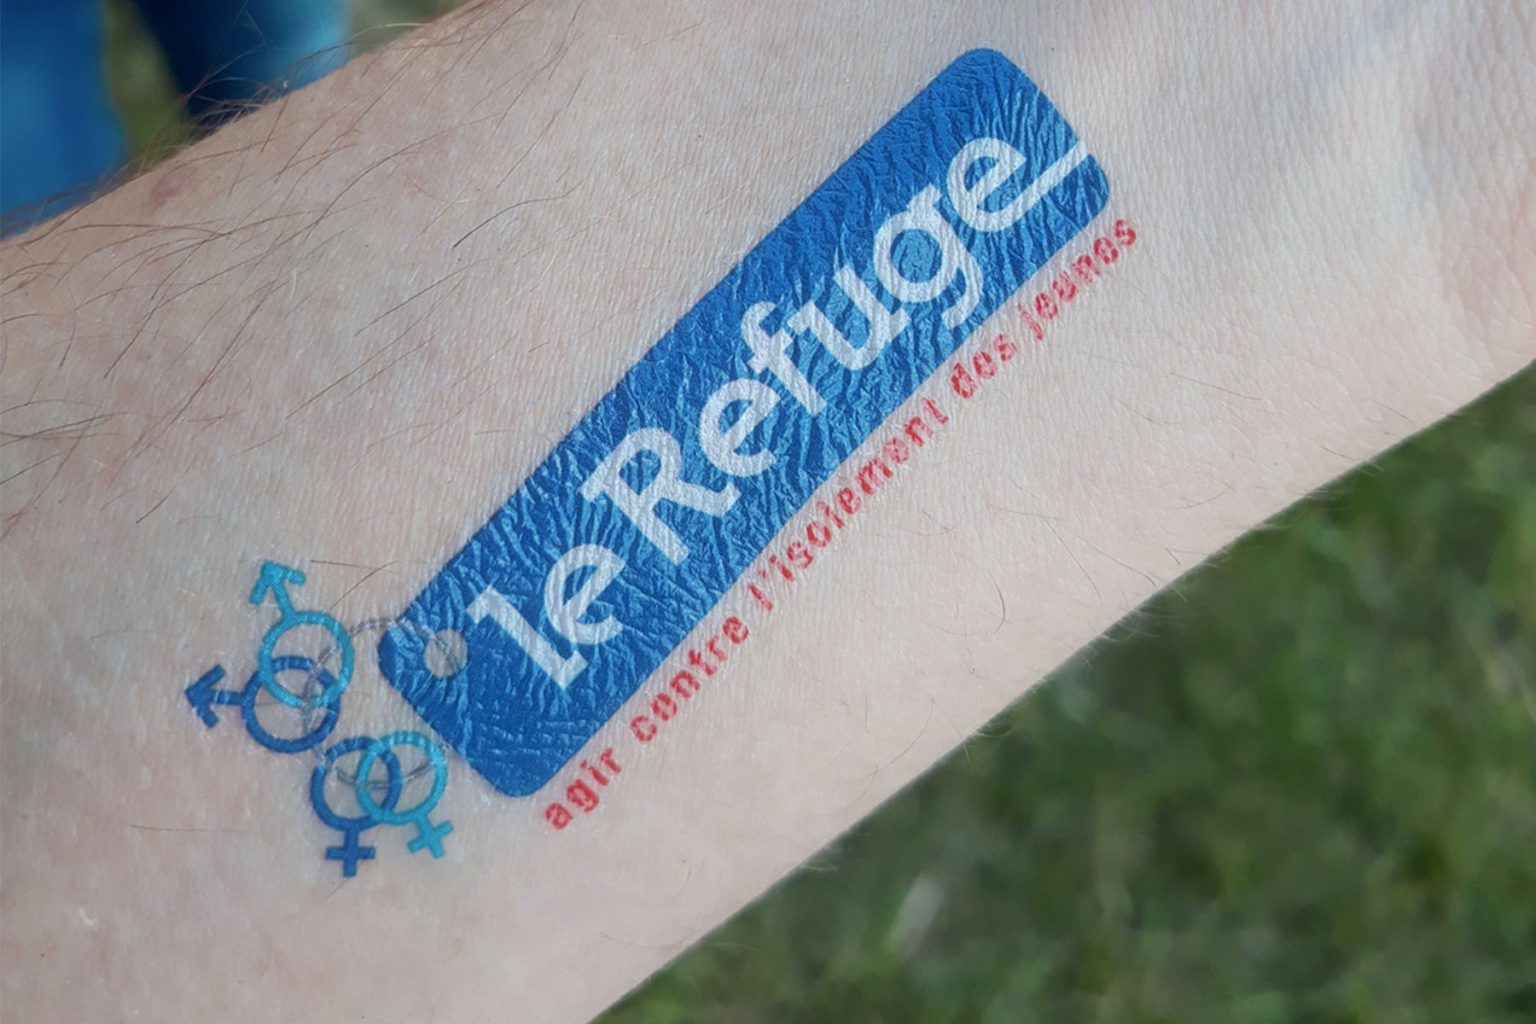 le Refuge
agir contre l'isolement des jeunes